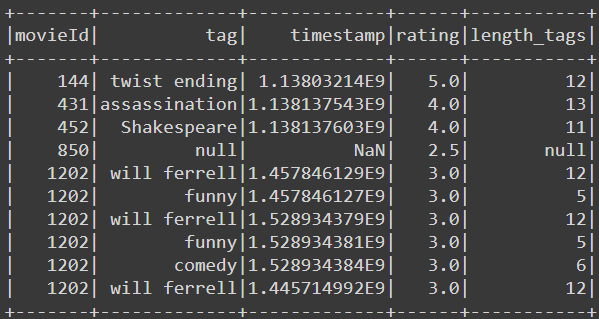 +-------+-------------+-------------+------+-----------+
|movieId|          tag|    timestamp|rating|length_tags|
+-------+-------------+-------------+------+-----------+
|    144| twist ending| 1.13803214E9|   5.0|         12|
|    431|assassination|1.138137543E9|   4.0|         13|
|    452|  Shakespeare|1.138137603E9|   4.0|         11|
|    850|         null|          NaN|   2.5|       null|
|   1202| will ferrell|1.457846129E9|   3.0|         12|
|   1202|        funny|1.457846127E9|   3.0|          5|
|   1202| will ferrell|1.528934379E9|   3.0|         12|
|   1202|        funny|1.528934381E9|   3.0|          5|
|   1202|       comedy|1.528934384E9|   3.0|          6|
|   1202| will ferrell|1.445714992E9|   3.0|         12|
+-------+-------------+-------------+------+-----------+